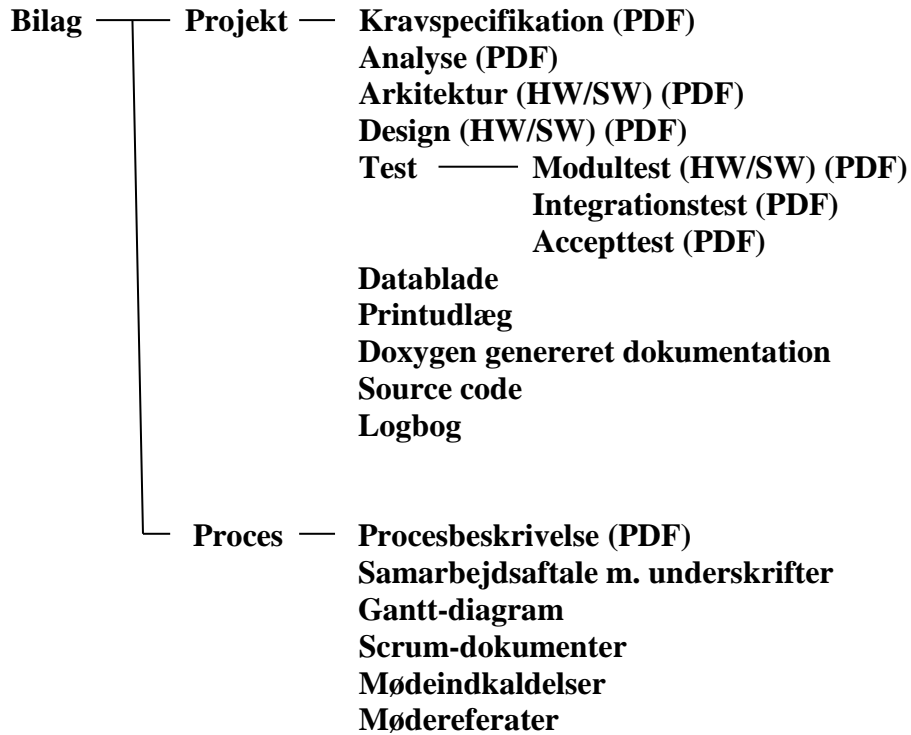 Bilag Projekt Kravspecifikation (PDF)
Analyse (PDF)
Arkitektur (HW/SW) (PDF)
Design (HW/SW) (PDF)
Test Modultest (HW/SW) (PDF)
Integrationstest (PDF)
Accepttest (PDF)
Datablade
Printudlæg
Doxygen genereret dokumentation
Source code
Logbog
Proces Procesbeskrivelse (PDF)
Samarbejdsaftale m. underskrifter
Gantt-diagram
Scrum-dokumenter
Mødeindkaldelser
Mødereferater